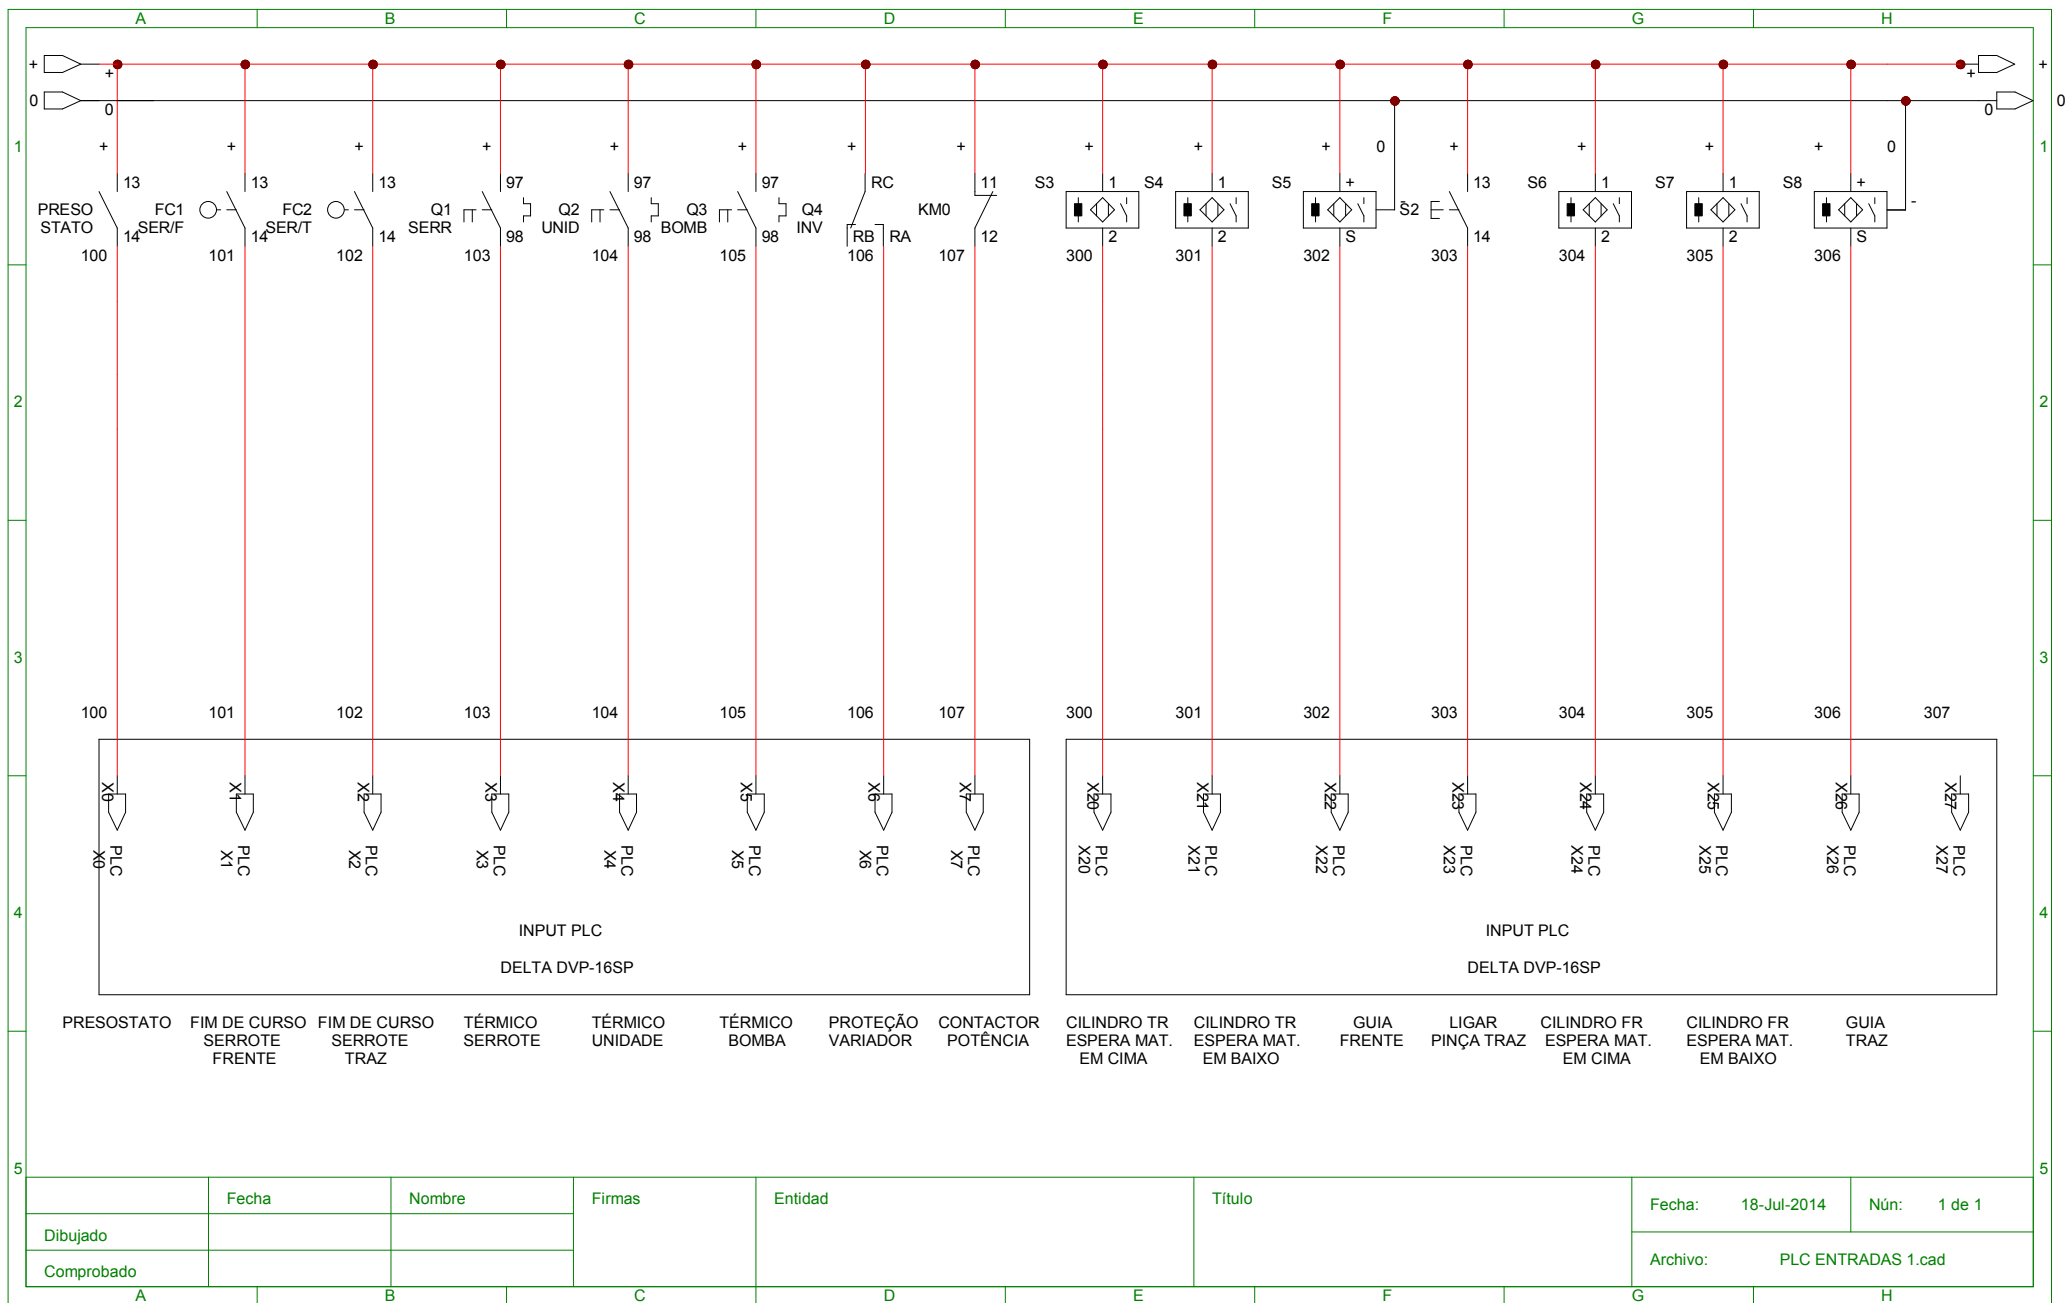 A B C D E F G H
+ + + +
0 0 0 0
1 + + + + + + + + + + + 0 + + + + 0 1
13 13 13 97 97 97 RC 11 S3 1 S4 1 S5 + 13 S6 1 S7 1 S8 +
PRESO FC1 FC2 Q1 Q2 Q3 Q4 KM0 - S2 -
STATO SER/F SER/T SERR UNID BOMB INV
14 14 14 98 98 98 RB RA 12 2 2 S 14 2 2 S
100 101 102 103 104 105 106 107 300 301 302 303 304 305 306
2 2
3 3
100 101 102 103 104 105 106 107 300 301 302 303 304 305 306 307
X0 X1 X2 X3 X4 X5 X6 X7 X20 X21 X22 X23 X24 X25 X26 X27
PLC PLC PLC PLC PLC PLC PLC PLC PLC PLC PLC PLC PLC PLC PLC PLC
X0 X1 X2 X3 X4 X5 X6 X7 X20 X21 X22 X23 X24 X25 X26 X27
4 4
INPUT PLC INPUT PLC
DELTA DVP-16SP DELTA DVP-16SP
PRESOSTATO
FIM DE CURSO
SERROTE
FRENTE
FIM DE CURSO
SERROTE
TRAZ
TÉRMICO
SERROTE
TÉRMICO
UNIDADE
TÉRMICO
BOMBA
PROTEÇÃO
VARIADOR
CONTACTOR
POTÊNCIA
CILINDRO TR
ESPERA MAT.
EM CIMA
CILINDRO TR
ESPERA MAT.
EM BAIXO
GUIA
FRENTE
LIGAR
PINÇA TRAZ
CILINDRO FR
ESPERA MAT.
EM CIMA
CILINDRO FR
ESPERA MAT.
EM BAIXO
GUIA
TRAZ
5 5
Fecha Nombre Firmas Entidad Título Fecha: 18-Jul-2014 Nún: 1 de 1
Dibujado
Comprobado Archivo: PLC ENTRADAS 1.cad
A B C D E F G H